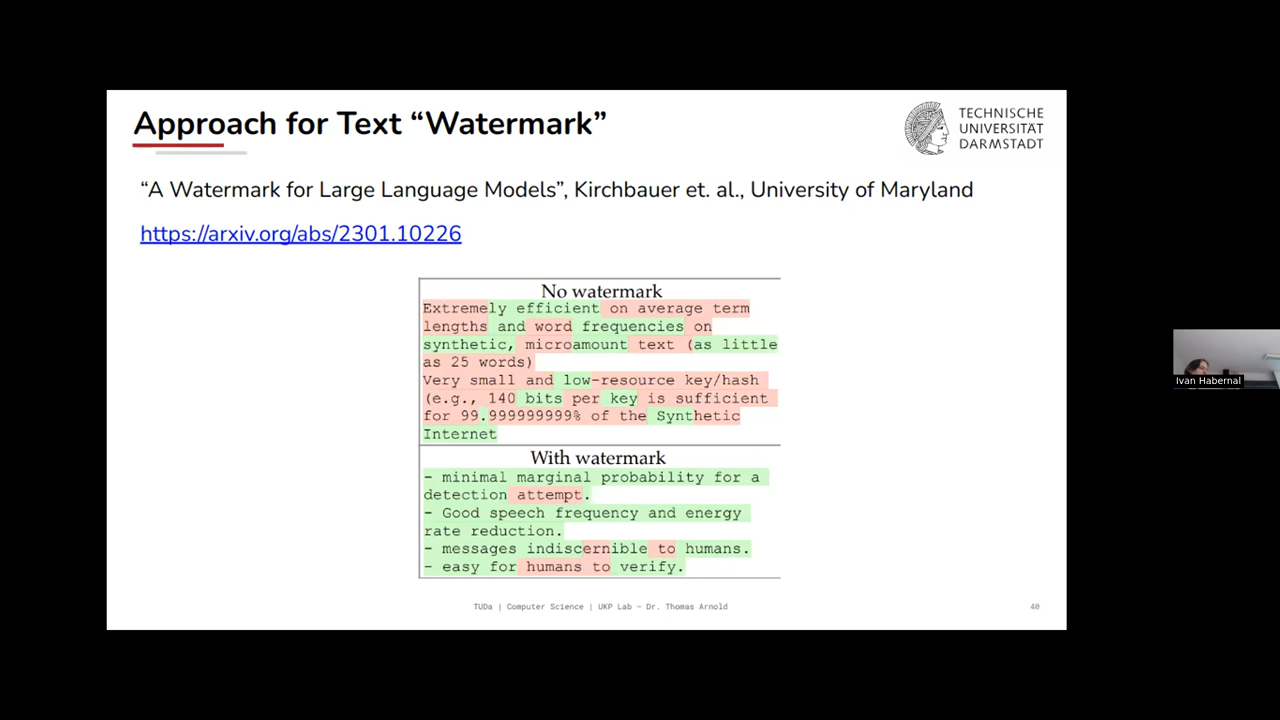 Approach for Text “Watermark”
TECHNISCHE
UNIVERSITÄT
DARMSTADT
“A Watermark for Large Language Models”, Kirchbauer et. al., University of Maryland
https://arxiv.org/abs/2301.10226
No watermark
Extremely efficient on average term
lengths and word frequencies on
synthetic, microamount text (as little
as 25 words)
Very small and low-resource key/hash
(e.g., 140 bits per key is sufficient
for 99.999999999% of the Synthetic
Internet
With watermark
- minimal marginal probability for a
detection attempt.
- Good speech frequency and energy
rate reduction.
- messages indiscernible to humans.
- easy for humans to verify.
TUDa | Computer Science | UKP Lab – Dr. Thomas Arnold
40
Ivan Habernal